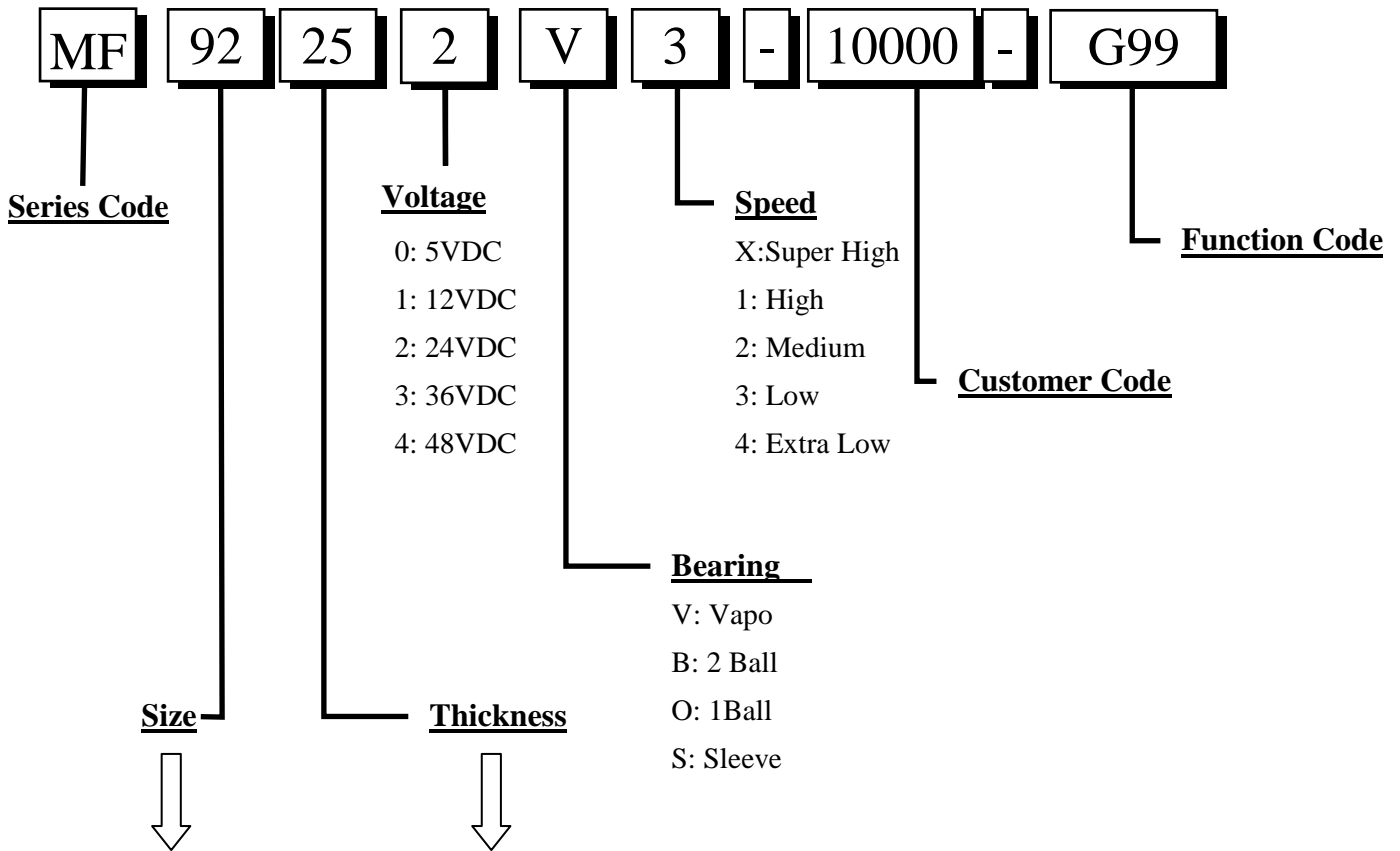 MF 92 25 2 V 3 - 10000 - G99
Series Code
Voltage
0: 5VDC
1: 12VDC
2: 24VDC
3: 36VDC
4: 48VDC
Speed
X:Super High
1: High
2: Medium
3: Low
4: Extra Low
Function Code
Customer Code
Bearing
V: Vapo
B: 2 Ball
O: 1Ball
S: Sleeve
Size
Thickness